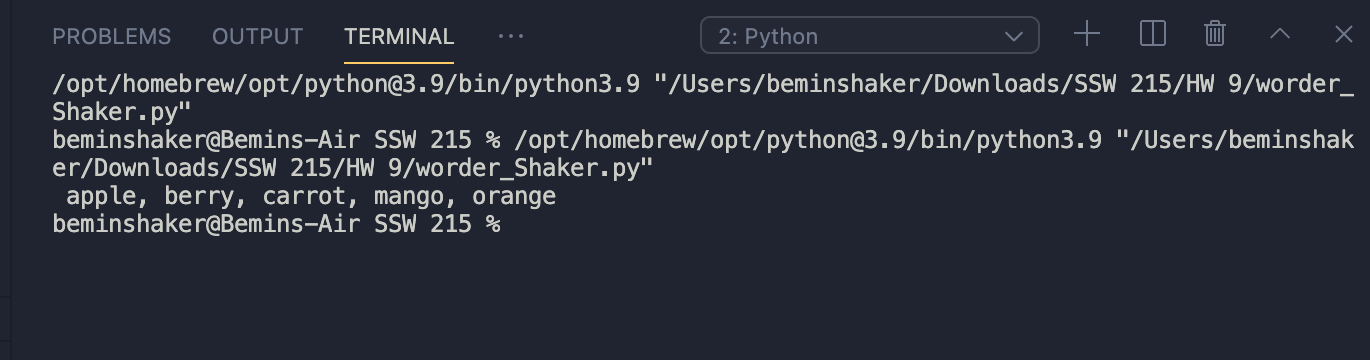 PROBLEMS OUTPUT TERMINAL ··· 2: Python
/opt/homebrew/opt/python@3.9/bin/python3.9 "/Users/beminshaker/Downloads/SSW 215/HW 9/worder_
Shaker.py"
beminshaker@Bemins-Air SSW 215 % /opt/homebrew/opt/python@3.9/bin/python3.9 "/Users/beminshak
er/Downloads/SSW 215/HW 9/worder_Shaker.py"
 apple, berry, carrot, mango, orange
beminshaker@Bemins-Air SSW 215 %